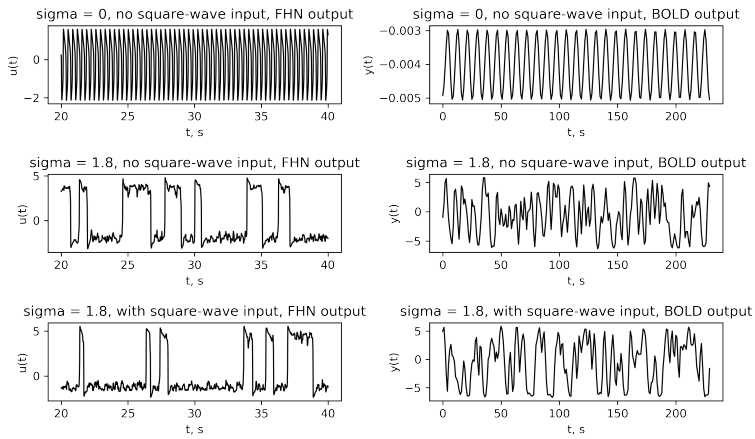 sigma = 0, no square-wave input, FHN output
u(t)
0
−2
20 25 30 35 40
t, s
sigma = 0, no square-wave input, BOLD output
y(t)
−0.003
−0.004
−0.005
0 50 100 150 200
t, s
sigma = 1.8, no square-wave input, FHN output
u(t)
5
0
20 25 30 35 40
t, s
sigma = 1.8, no square-wave input, BOLD output
y(t)
5
0
−5
0 50 100 150 200
t, s
sigma = 1.8, with square-wave input, FHN output
u(t)
5
0
20 25 30 35 40
t, s
sigma = 1.8, with square-wave input, BOLD output
y(t)
5
0
−5
0 50 100 150 200
t, s